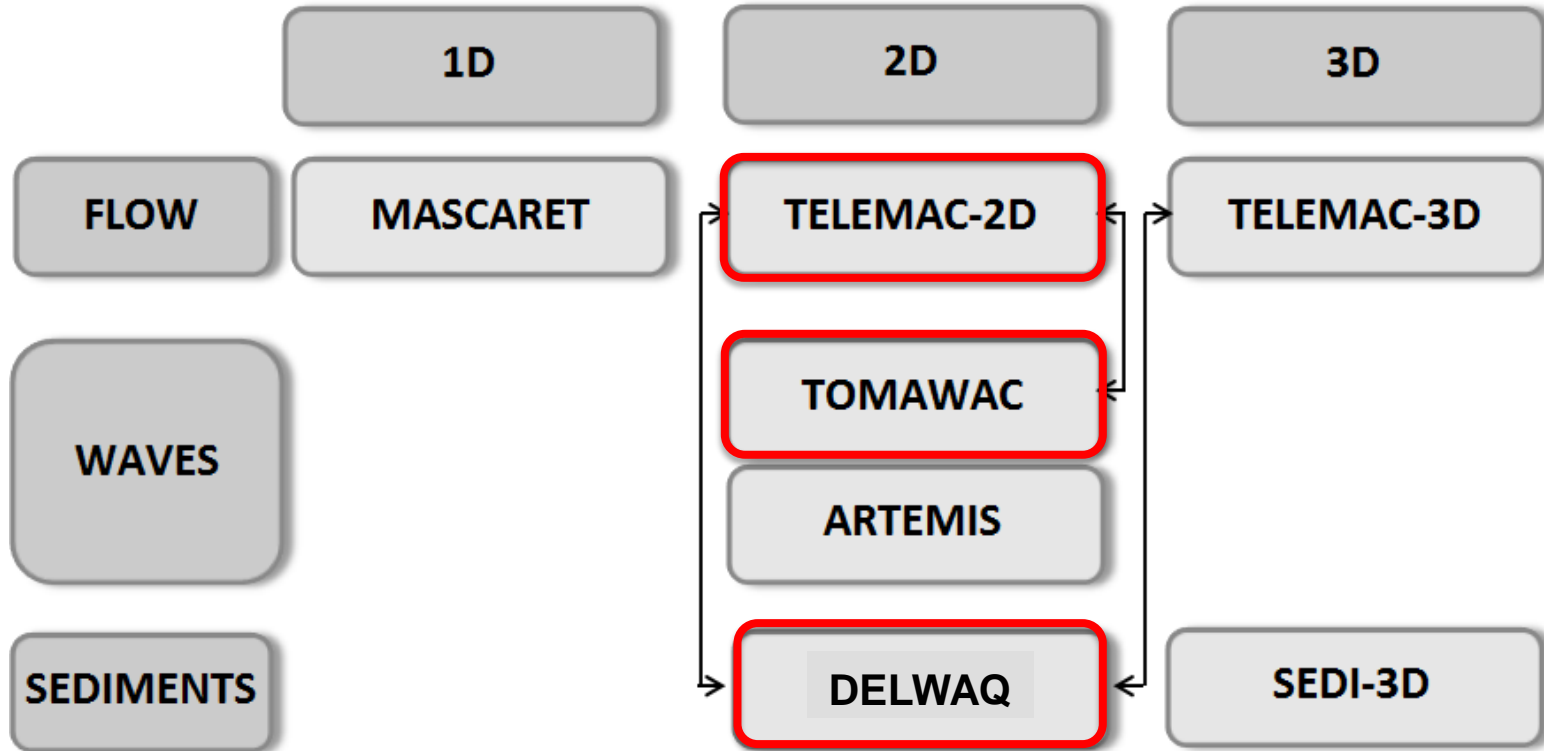 1D
2D
3D
FLOW
MASCARET
TELEMAC-2D
TELEMAC-3D
WAVES
TOMAWAC
ARTEMIS
SEDIMENTS
DELWAQ
SEDI-3D